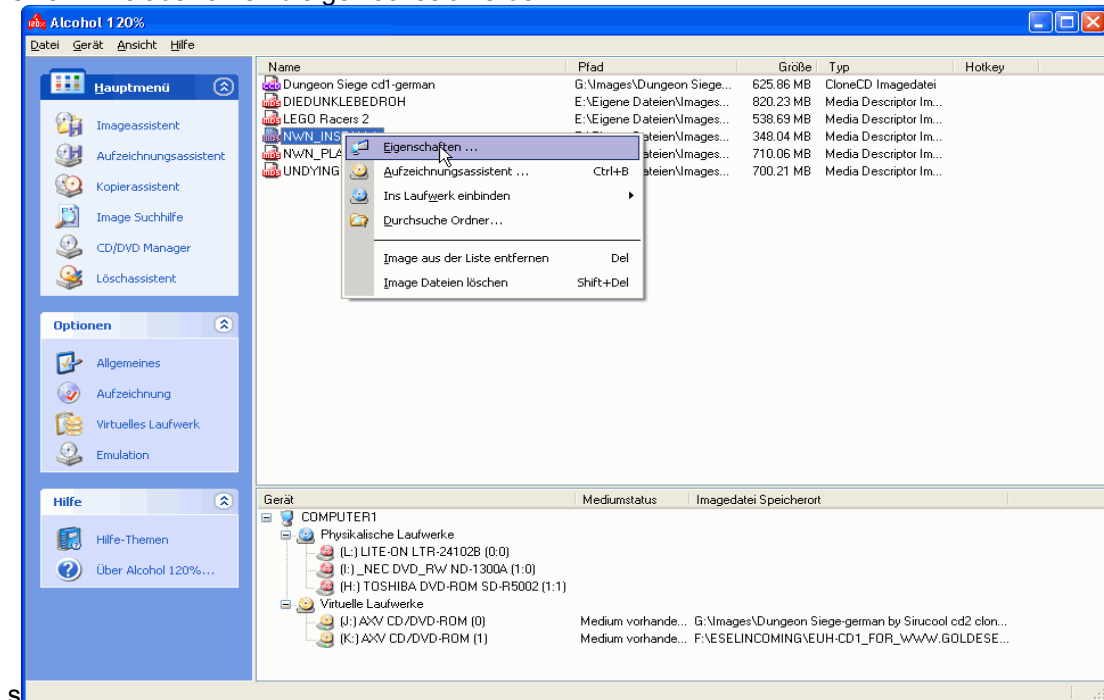 Alcohol 120%
Datei Gerät Ansicht Hilfe
Hauptmenü
Imageassistent
Aufzeichnungsassistent
Kopierassistent
Image Suchhilfe
CD/DVD Manager
Löschassistent
Optionen
Allgemeines
Aufzeichnung
Virtuelles Laufwerk
Emulation
Hilfe
Hilfe-Themen
Über Alcohol 120%...
Name Pfad Größe Typ Hotkey
Dungeon Siege cd1-german G:\Images\Dungeon Siege... 625.86 MB CloneCD Imagedatei
DIEDUNKLEBEDROH E:\Eigene Dateien\Images... 820.23 MB Media Descriptor Im...
LEGO Racers 2 E:\Eigene Dateien\Images... 538.69 MB Media Descriptor Im...
NWN_INS ateien\Images... 348.04 MB Media Descriptor Im...
NWN_PLA ateien\Images... 710.06 MB Media Descriptor Im...
UNDYING ateien\Images... 700.21 MB Media Descriptor Im...
Eigenschaften ...
Aufzeichnungsassistent ... Ctrl+B
Ins Laufwerk einbinden
Durchsuche Ordner...
Image aus der Liste entfernen Del
Image Dateien löschen Shift+Del
Gerät Mediumstatus Imagedatei Speicherort
COMPUTER1
Physikalische Laufwerke
(L:) LITE-ON LTR-24102B (0:0)
(I:) _NEC DVD_RW ND-1300A (1:0)
(H:) TOSHIBA DVD-ROM SD-R5002 (1:1)
Virtuelle Laufwerke
(J:) AXV CD/DVD-ROM (0) Medium vorhande... G:\Images\Dungeon Siege-german by Sirucool cd2 clon...
(K:) AXV CD/DVD-ROM (1) Medium vorhande... F:\ESELINCOMING\EUH-CD1_FOR_WWW.GOLDESE...
s